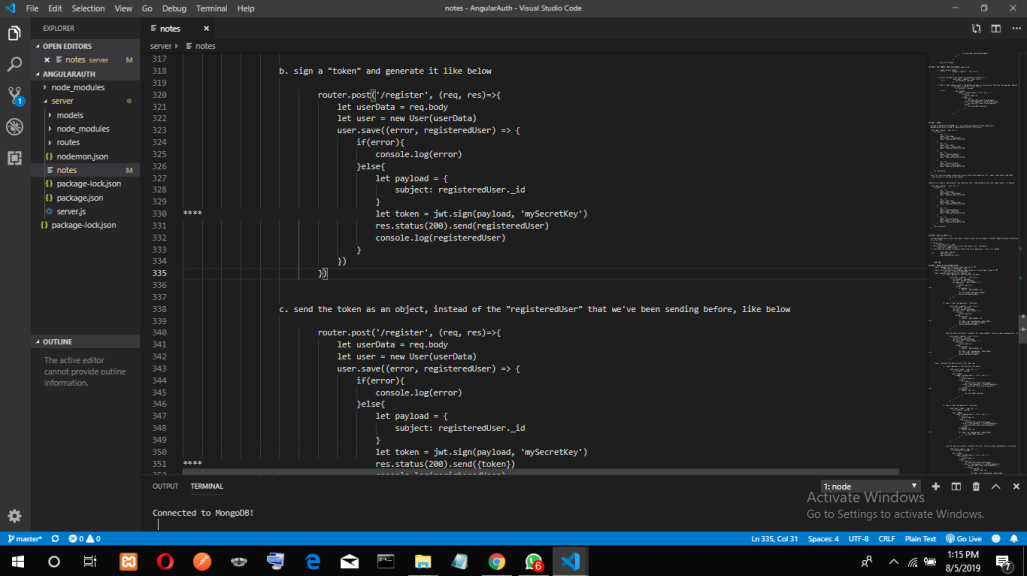 File Edit Selection View Go Debug Terminal Help
notes - AngularAuth - Visual Studio Code
EXPLORER
OPEN EDITORS
notes server M
ANGULARAUTH
node_modules
server
models
node_modules
routes
nodemon.json
notes M
package-lock.json
package.json
server.js
package-lock.json
OUTLINE
The active editor
cannot provide outline
information.
notes
server notes
317
318 b. sign a "token" and generate it like below
319
320 router.post('/register', (req, res)=>{
321 let userData = req.body
322 let user = new User(userData)
323 user.save((error, registeredUser) => {
324 if(error){
325 console.log(error)
326 }else{
327 let payload = {
328 subject: registeredUser._id
329 }
330 **** let token = jwt.sign(payload, 'mySecretKey')
331 res.status(200).send(registeredUser)
332 console.log(registeredUser)
333 }
334 })
335 })
336
337
338 c. send the token as an object, instead of the "registeredUser" that we've been sending before, like below
339
340 router.post('/register', (req, res)=>{
341 let userData = req.body
342 let user = new User(userData)
343 user.save((error, registeredUser) => {
344 if(error){
345 console.log(error)
346 }else{
347 let payload = {
348 subject: registeredUser._id
349 }
350 let token = jwt.sign(payload, 'mySecretKey')
351 **** res.status(200).send({token})
OUTPUT TERMINAL
1: node
Connected to MongoDB!
Activate Windows
Go to Settings to activate Windows.
master* 0 0
Ln 335, Col 31 Spaces: 4 UTF-8 CRLF Plain Text Go Live
1:15 PM
8/5/2019
1
6
7